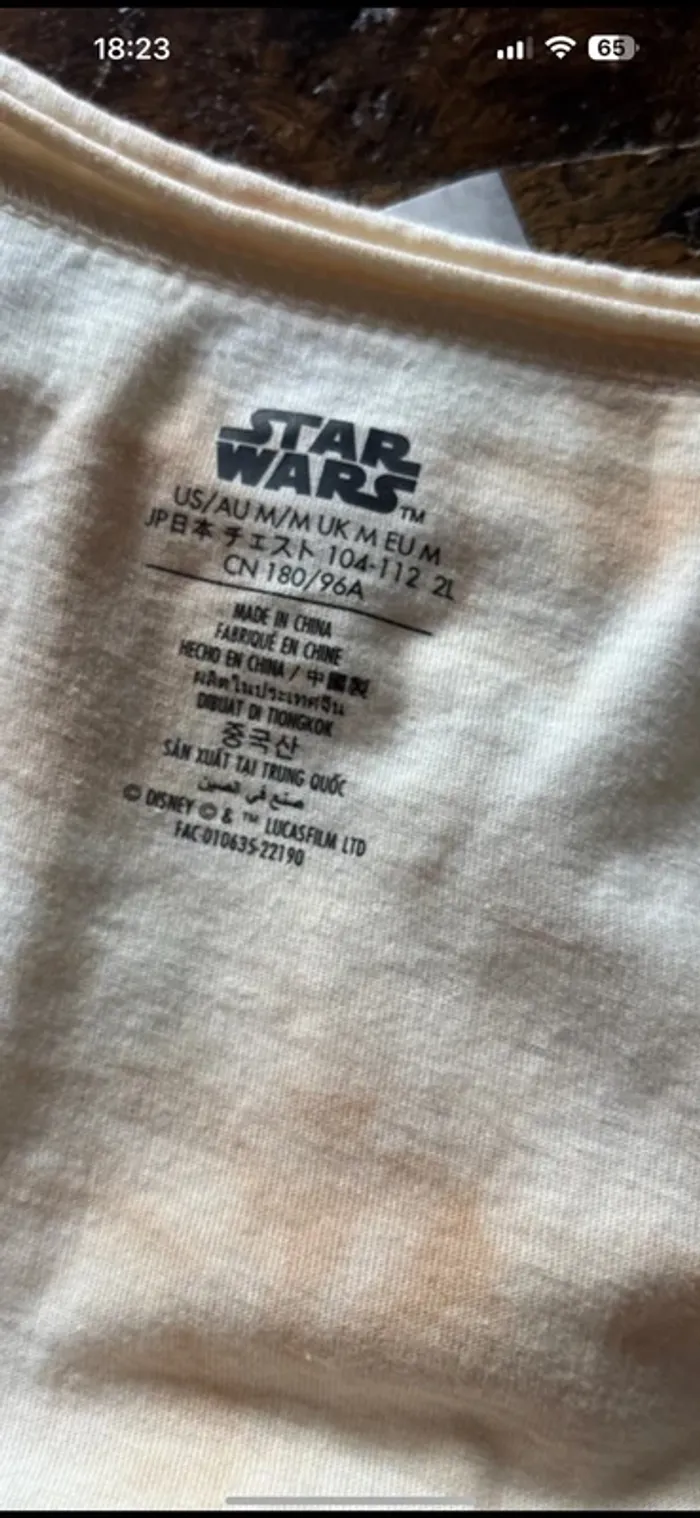 18:23
65
STAR
WARS™
US/AU M/M UK M EU M
JP日本 チェスト 104-112 2L
CN 180/96A
MADE IN CHINA
FABRIQUÉ EN CHINE
HECHO EN CHINA / 中國製
ผลิตในประเทศจีน
DIBUAT DI TIONGKOK
중국산
SẢN XUẤT TẠI TRUNG QUỐC
صنع في الصين
© DISNEY © & ™ LUCASFILM LTD
FAC-010635-22190